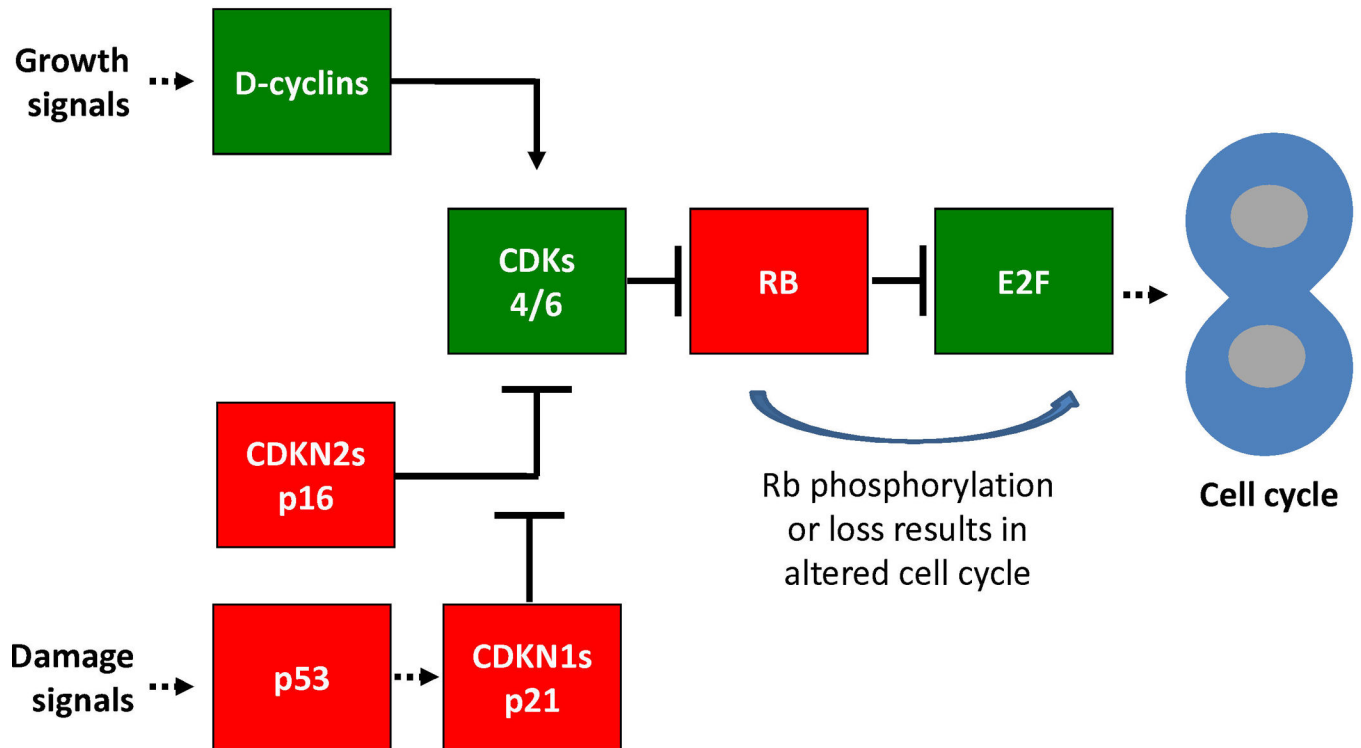 Growth
signals
D-cyclins
CDKs
4/6
RB
E2F
CDKN2s
p16
Rb phosphorylation
or loss results in
altered cell cycle
Cell cycle
Damage
signals
p53
CDKN1s
p21